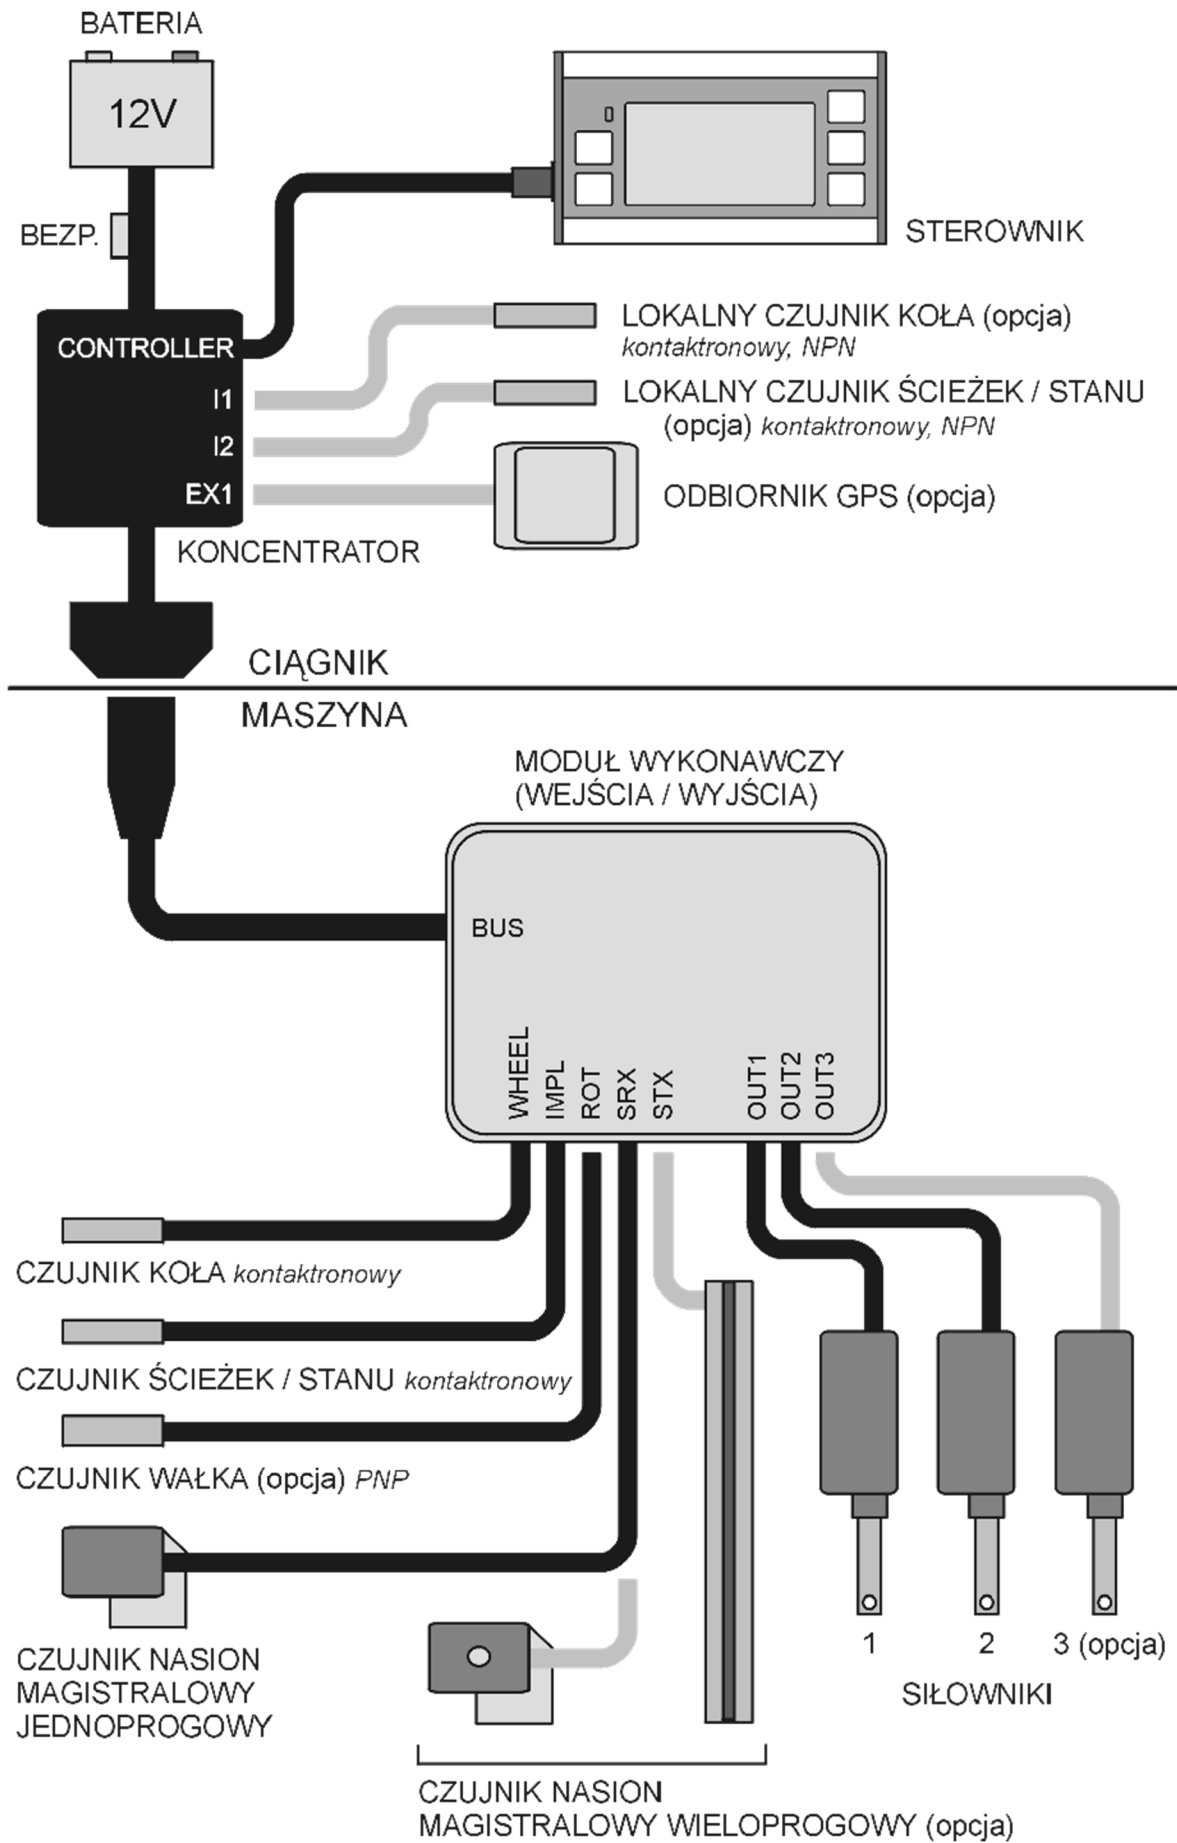 BATERIA
12V
BEZP.
STEROWNIK
CONTROLLER
I1
I2
EX1
LOKALNY CZUJNIK KOŁA (opcja)
kontaktronowy, NPN
LOKALNY CZUJNIK ŚCIEŻEK / STANU
(opcja) kontaktronowy, NPN
ODBIORNIK GPS (opcja)
KONCENTRATOR
CIĄGNIK
MASZYNA
MODUŁ WYKONAWCZY
(WEJŚCIA / WYJŚCIA)
BUS
WHEEL
IMPL
ROT
SRX
STX
OUT1
OUT2
OUT3
CZUJNIK KOŁA kontaktronowy
CZUJNIK ŚCIEŻEK / STANU kontaktronowy
CZUJNIK WAŁKA (opcja) PNP
CZUJNIK NASION
MAGISTRALOWY
JEDNOPROGOWY
1
2
3 (opcja)
SIŁOWNIKI
CZUJNIK NASION
MAGISTRALOWY WIELOPROGOWY (opcja)